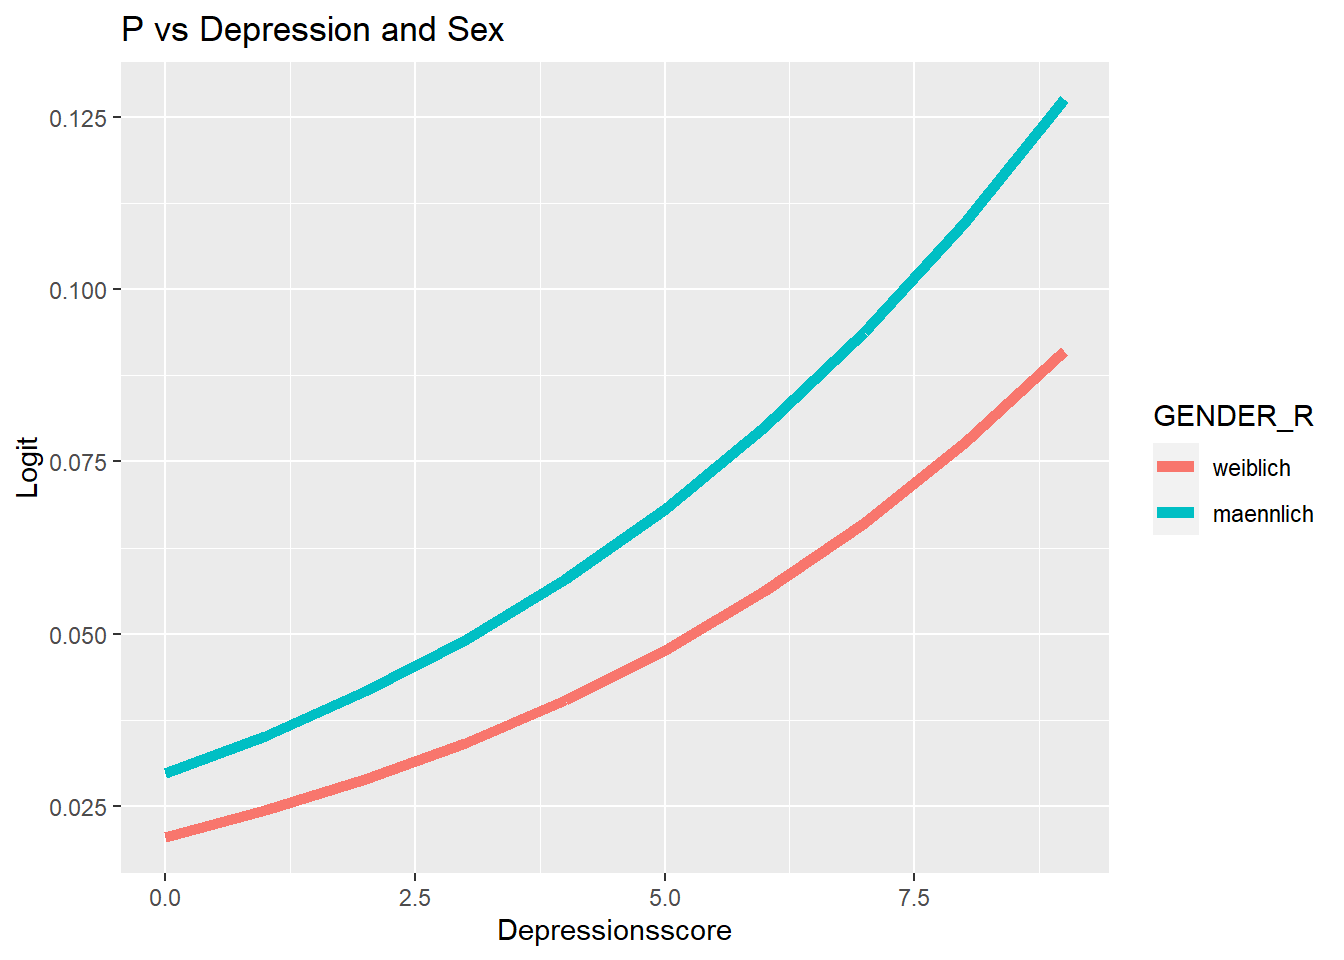 P vs Depression and Sex
0.125
0.100
0.075
0.050
0.025
Logit
0.0
2.5
5.0
7.5
Depressionsscore
GENDER_R
weiblich
maennlich